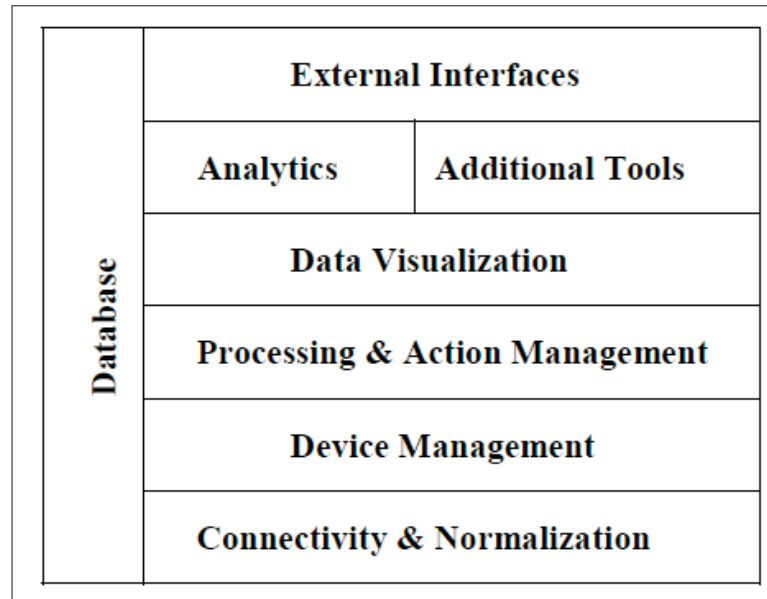 External Interfaces
Analytics
Additional Tools
Data Visualization
Processing & Action Management
Device Management
Connectivity & Normalization
Database